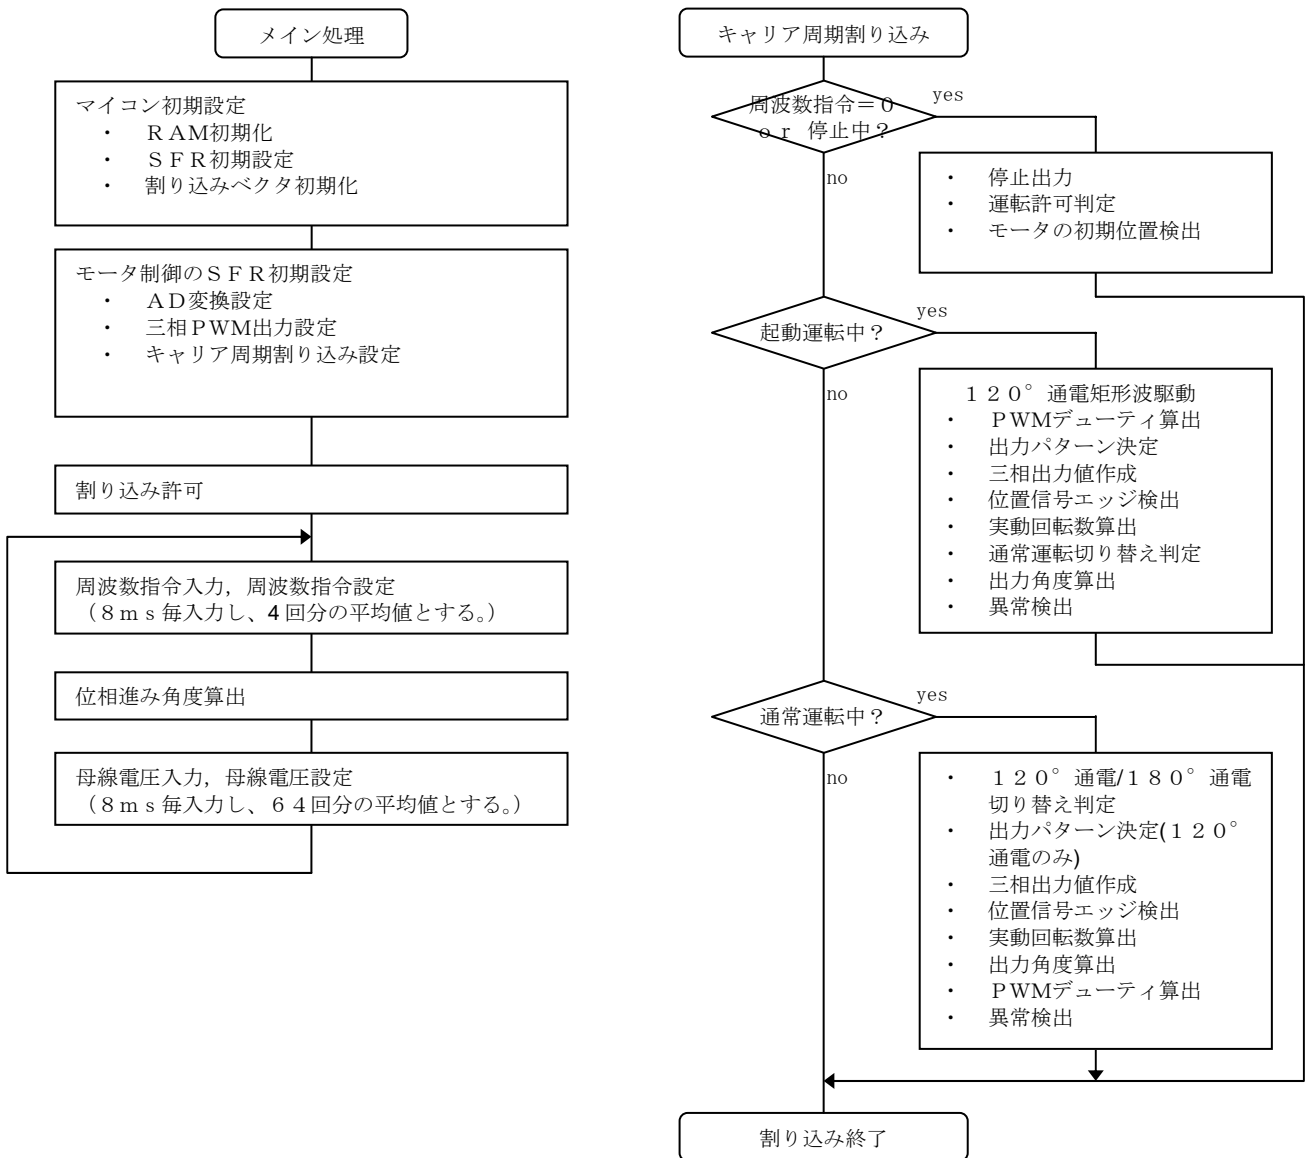 メイン処理
マイコン初期設定
・ ＲＡＭ初期化
・ ＳＦＲ初期設定
・ 割り込みベクタ初期化
モータ制御のＳＦＲ初期設定
・ ＡＤ変換設定
・ 三相ＰＷＭ出力設定
・ キャリア周期割り込み設定
割り込み許可
周波数指令入力，周波数指令設定
（８ｍｓ毎入力し、4 回分の平均値とする。）
位相進み角度算出
母線電圧入力，母線電圧設定
（８ｍｓ毎入力し、６４回分の平均値とする。）
キャリア周期割り込み
周波数指令＝０
ｏｒ 停止中？
yes
no
・ 停止出力
・ 運転許可判定
・ モータの初期位置検出
起動運転中？
yes
no
１２０°通電矩形波駆動
・ ＰＷＭデューティ算出
・ 出力パターン決定
・ 三相出力値作成
・ 位置信号エッジ検出
・ 実動回転数算出
・ 通常運転切り替え判定
・ 出力角度算出
・ 異常検出
通常運転中？
yes
no
・ １２０°通電/１８０°通電
切り替え判定
・ 出力パターン決定(１２０°
通電のみ)
・ 三相出力値作成
・ 位置信号エッジ検出
・ 実動回転数算出
・ 出力角度算出
・ ＰＷＭデューティ算出
・ 異常検出
割り込み終了